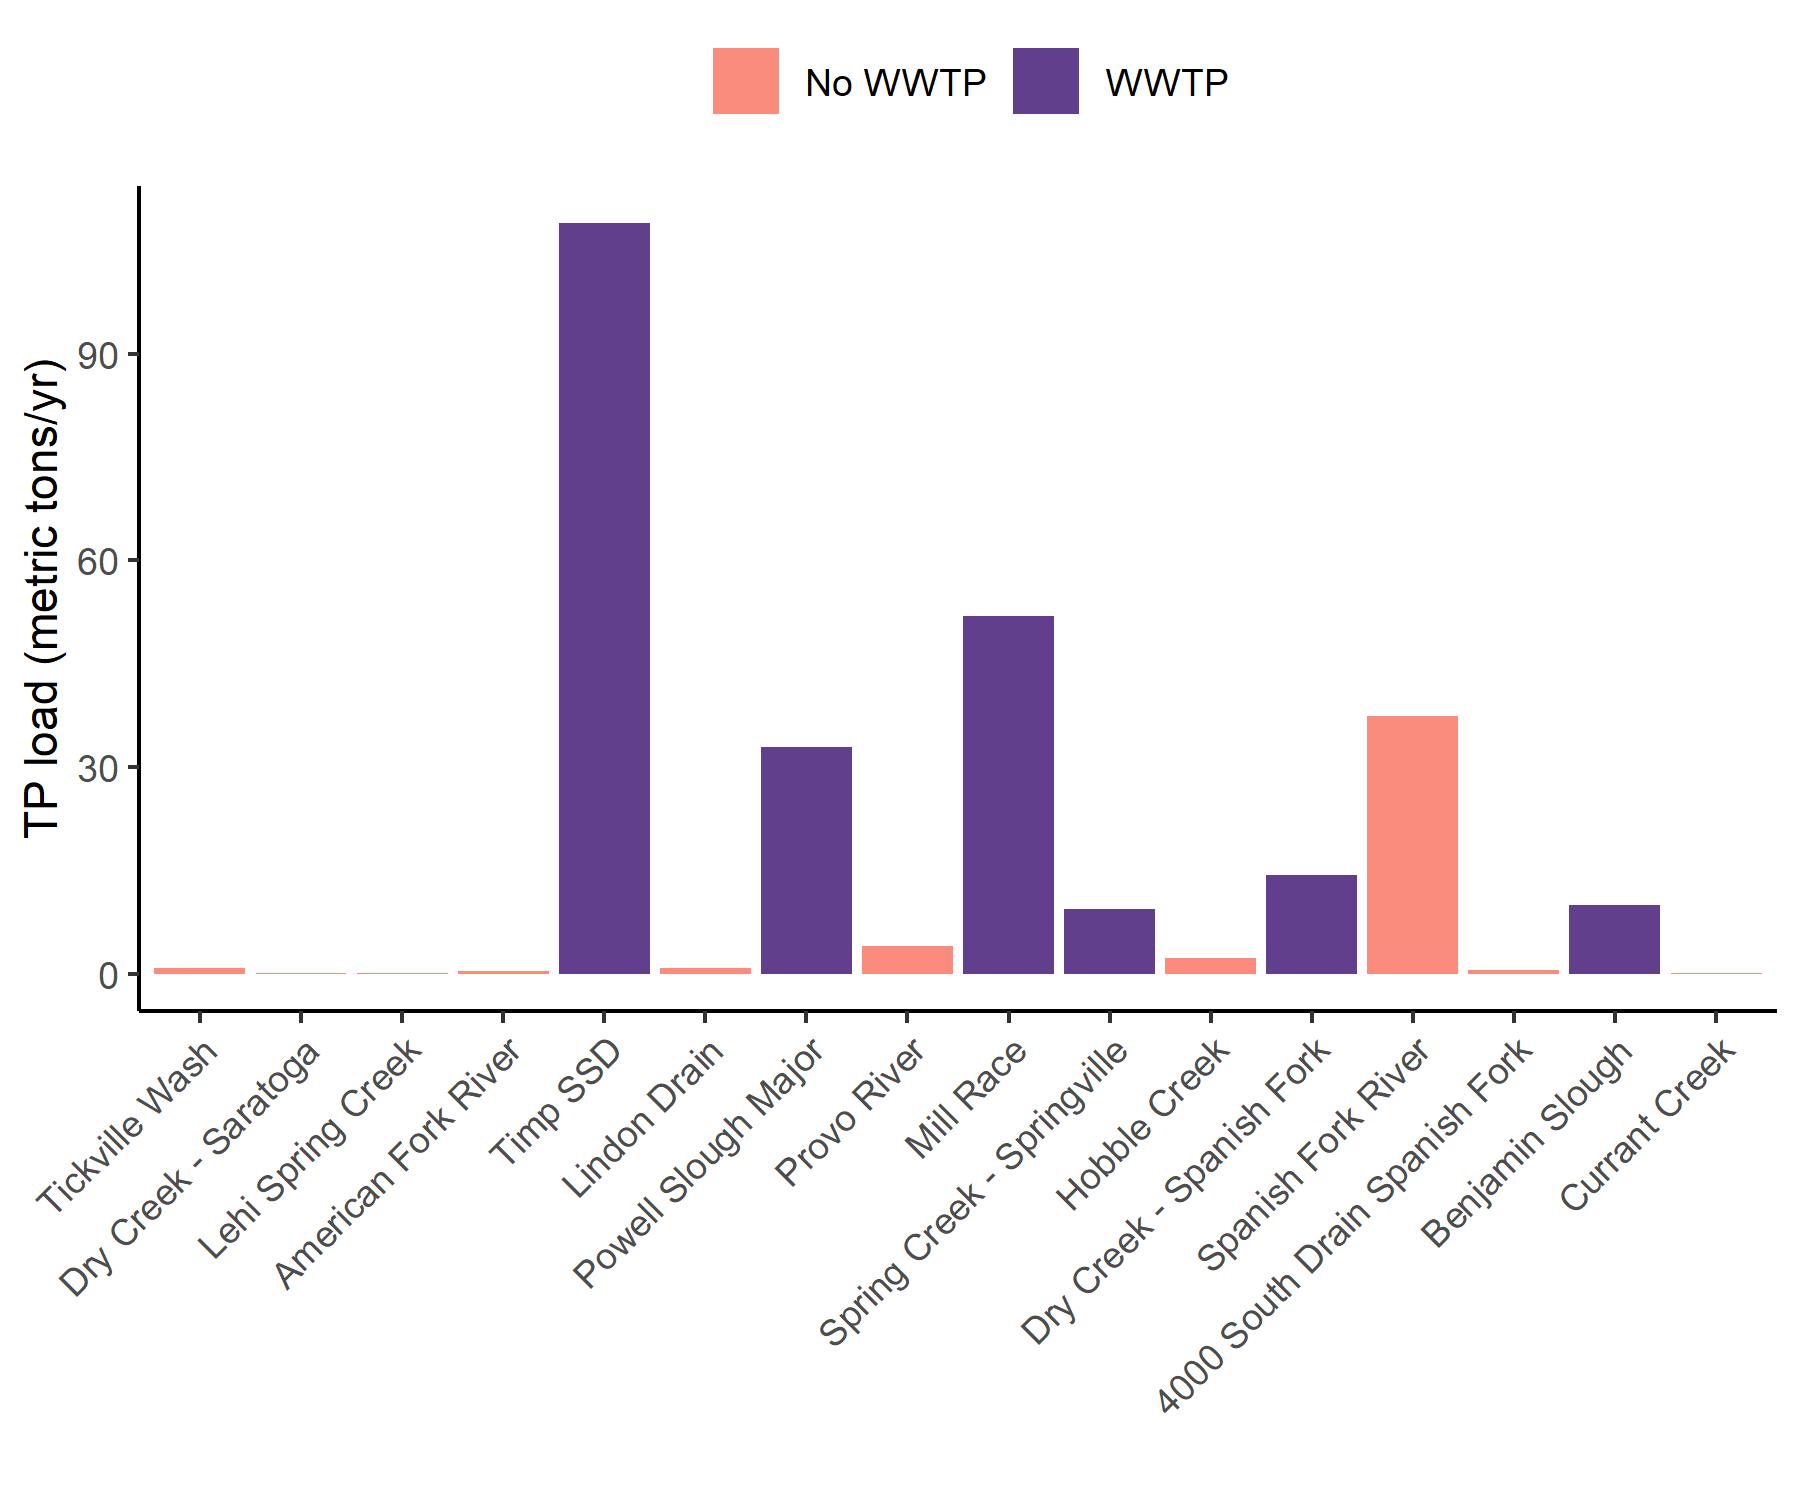 No WWTP WWTP
TP load (metric tons/yr)
90
60
30
0
Tickville Wash
Dry Creek - Saratoga
Lehi Spring Creek
American Fork River
Timp SSD
Lindon Drain
Powell Slough Major
Provo River
Mill Race
Spring Creek - Springville
Hobble Creek
Dry Creek - Spanish Fork
Spanish Fork River
4000 South Drain Spanish Fork
Benjamin Slough
Currant Creek